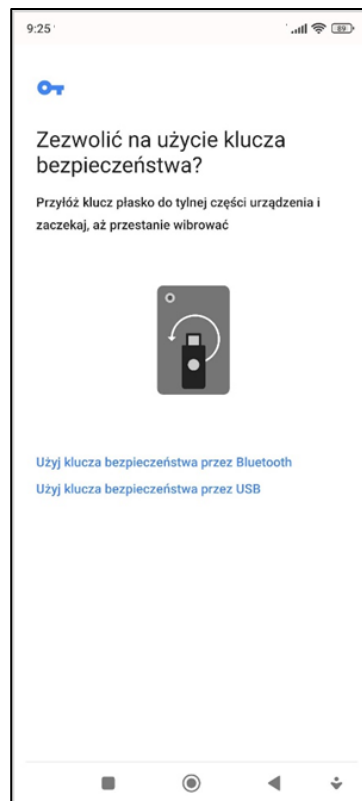 9:25
89
Zezwolić na użycie klucza
bezpieczeństwa?
Przyłóż klucz płasko do tylnej części urządzenia i
zaczekaj, aż przestanie wibrować
Użyj klucza bezpieczeństwa przez Bluetooth
Użyj klucza bezpieczeństwa przez USB